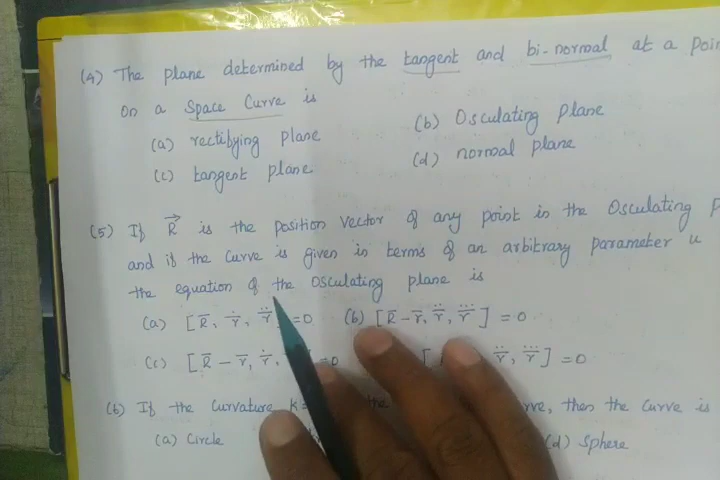 (4) The plane determined by the tangent and bi-normal at a
on a Space Curve is
(a) rectifying plane (b) Osculating plane
(c) tangent plane (d) normal plane
(5) If R⃗ is the position vector of any point in the Osculating
and if the curve is given in terms of an arbitrary parameter u
the equation of the osculating plane is
(a) [R̄, ṙ, r̈] = 0 (b) [R̄ - r̄, r̈, r⃛] = 0
(c) [R̄ - r̄, ṙ, = 0 [ r̈, r⃛] = 0
(6) If the curvature K = the then the curve is
(a) Circle (d) Sphere